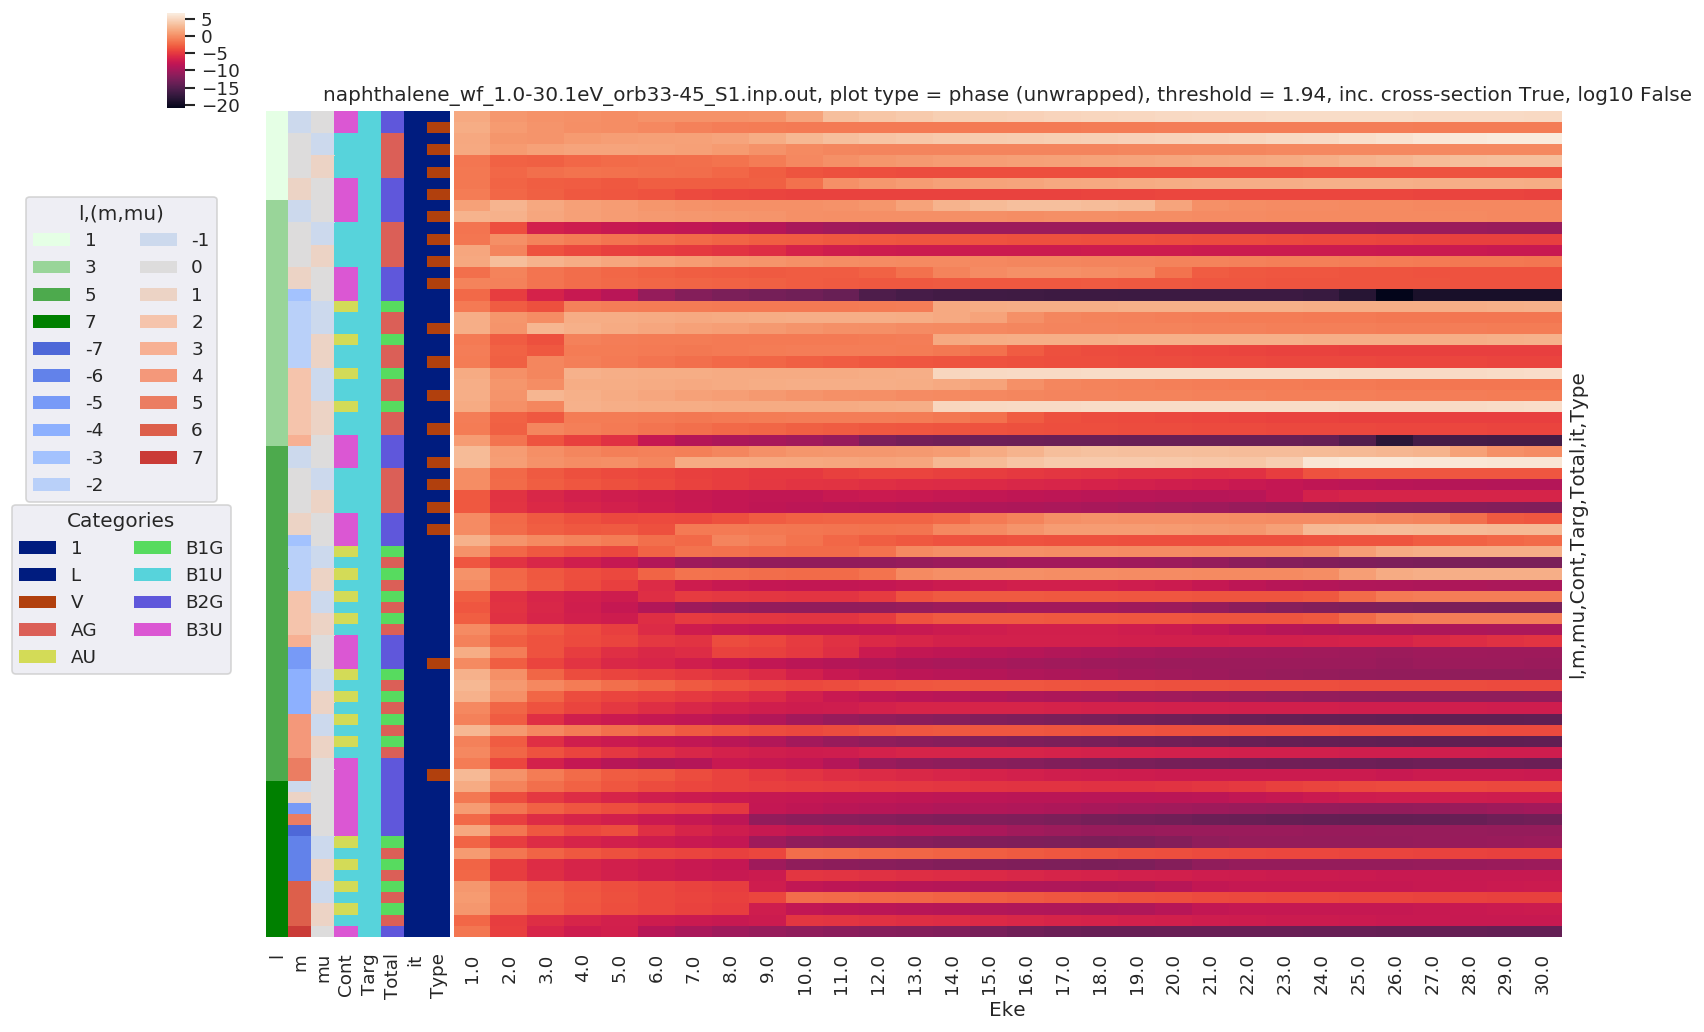 5
0
−5
−10
−15
−20
naphthalene_wf_1.0-30.1eV_orb33-45_S1.inp.out, plot type = phase (unwrapped), threshold = 1.94, inc. cross-section True, log10 False
l,(m,mu)
1 -1
3 0
5 1
7 2
-7 3
-6 4
-5 5
-4 6
-3 7
-2
Categories
1 B1G
L B1U
V B2G
AG B3U
AU
l,m,mu,Cont,Targ,Total,it,Type
l m mu Cont Targ Total it Type 1.0 2.0 3.0 4.0 5.0 6.0 7.0 8.0 9.0 10.0 11.0 12.0 13.0 14.0 15.0 16.0 17.0 18.0 19.0 20.0 21.0 22.0 23.0 24.0 25.0 26.0 27.0 28.0 29.0 30.0
Eke